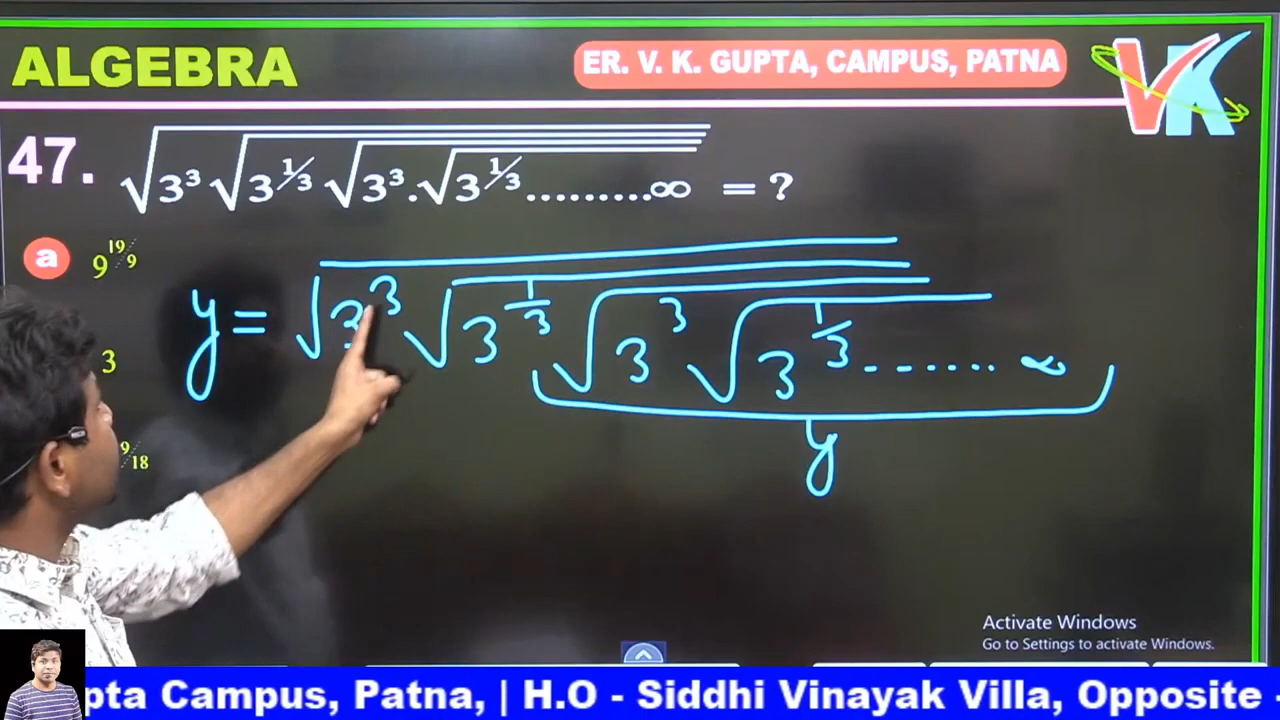 ALGEBRA
ER. V. K. GUPTA, CAMPUS, PATNA
VK
47. √3³√3^⅓√3³.√3^⅓..........∞ = ?
a 9^19/9
y = √3³√3^⅓√3³√3^⅓.......∞
3
y
9/18
Activate Windows
Go to Settings to activate Windows.
pta Campus, Patna, | H.O - Siddhi Vinayak Villa, Opposite -